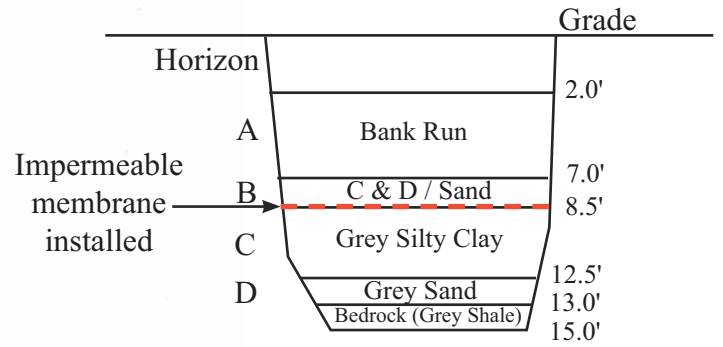 Grade
Horizon
2.0'
A
Bank Run
7.0'
Impermeable
membrane
installed
B
C & D / Sand
8.5'
C
Grey Silty Clay
12.5'
D
Grey Sand
13.0'
Bedrock (Grey Shale)
15.0'